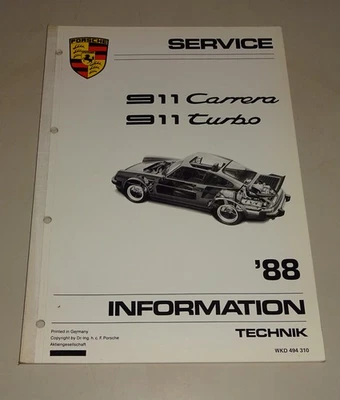 PORSCHE
SERVICE
911 Carrera
911 turbo
'88
INFORMATION
TECHNIK
Printed in Germany
Copyright by Dr. Ing. h. c. F. Porsche
Aktiengesellschaft
WKD 494 310